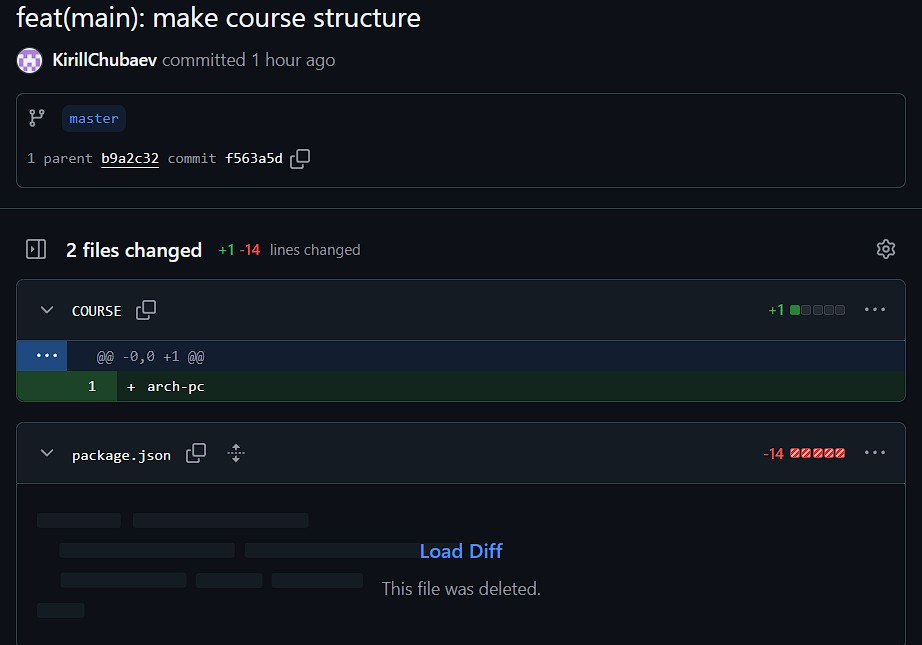 feat(main): make course structure
KirillChubaev committed 1 hour ago
master
1 parent b9a2c32 commit f563a5d
2 files changed +1 -14 lines changed
COURSE +1
@@ -0,0 +1 @@
1 + arch-pc
package.json -14
Load Diff
This file was deleted.